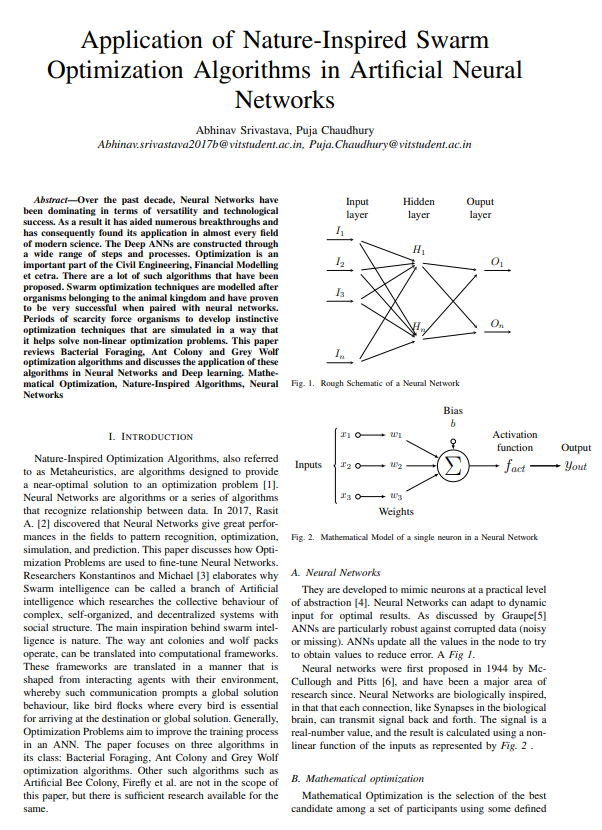 Application of Nature-Inspired Swarm
Optimization Algorithms in Artificial Neural
Networks
Abhinav Srivastava, Puja Chaudhury
Abhinav.srivastava2017b@vitstudent.ac.in, Puja.Chaudhury@vitstudent.ac.in
Abstract—Over the past decade, Neural Networks have
been dominating in terms of versatility and technological
success. As a result it has aided numerous breakthroughs and
has consequently found its application in almost every field
of modern science. The Deep ANNs are constructed through
a wide range of steps and processes. Optimization is an
important part of the Civil Engineering, Financial Modelling
et cetra. There are a lot of such algorithms that have been
proposed. Swarm optimization techniques are modelled after
organisms belonging to the animal kingdom and have proven
to be very successful when paired with neural networks.
Periods of scarcity force organisms to develop instinctive
optimization techniques that are simulated in a way that
it helps solve non-linear optimization problems. This paper
reviews Bacterial Foraging, Ant Colony and Grey Wolf
optimization algorithms and discusses the application of these
algorithms in Neural Networks and Deep learning. Mathe-
matical Optimization, Nature-Inspired Algorithms, Neural
Networks
I. Introduction
Nature-Inspired Optimization Algorithms, also referred
to as Metaheuristics, are algorithms designed to provide
a near-optimal solution to an optimization problem [1].
Neural Networks are algorithms or a series of algorithms
that recognize relationship between data. In 2017, Rasit
A. [2] discovered that Neural Networks give great perfor-
mances in the fields to pattern recognition, optimization,
simulation, and prediction. This paper discusses how Opti-
mization Problems are used to fine-tune Neural Networks.
Researchers Konstantinos and Michael [3] elaborates why
Swarm intelligence can be called a branch of Artificial
intelligence which researches the collective behaviour of
complex, self-organized, and decentralized systems with
social structure. The main inspiration behind swarm intel-
ligence is nature. The way ant colonies and wolf packs
operate, can be translated into computational frameworks.
These frameworks are translated in a manner that is
shaped from interacting agents with their environment,
whereby such communication prompts a global solution
behaviour, like bird flocks where every bird is essential
for arriving at the destination or global solution. Generally,
Optimization Problems aim to improve the training process
in an ANN. The paper focuses on three algorithms in
its class: Bacterial Foraging, Ant Colony and Grey Wolf
optimization algorithms. Other such algorithms such as
Artificial Bee Colony, Firefly et al. are not in the scope of
this paper, but there is sufficient research available for the
same.
Input Hidden Ouput
layer layer layer
I1
H1
I2 O1
I3
Hn On
In
Fig. 1. Rough Schematic of a Neural Network
Bias
b
x1 w1 Activation
function Output
Inputs x2 w2 Σ fact yout
x3 w3
Weights
Fig. 2. Mathematical Model of a single neuron in a Neural Network
A. Neural Networks
They are developed to mimic neurons at a practical level
of abstraction [4]. Neural Networks can adapt to dynamic
input for optimal results. As discussed by Graupe[5]
ANNs are particularly robust against corrupted data (noisy
or missing). ANNs update all the values in the node to try
to obtain values to reduce error. A Fig 1.
Neural networks were first proposed in 1944 by Mc-
Cullough and Pitts [6], and have been a major area of
research since. Neural Networks are biologically inspired,
in that that each connection, like Synapses in the biological
brain, can transmit signal back and forth. The signal is a
real-number value, and the result is calculated using a non-
linear function of the inputs as represented by Fig. 2 .
B. Mathematical optimization
Mathematical Optimization is the selection of the best
candidate among a set of participants using some defined